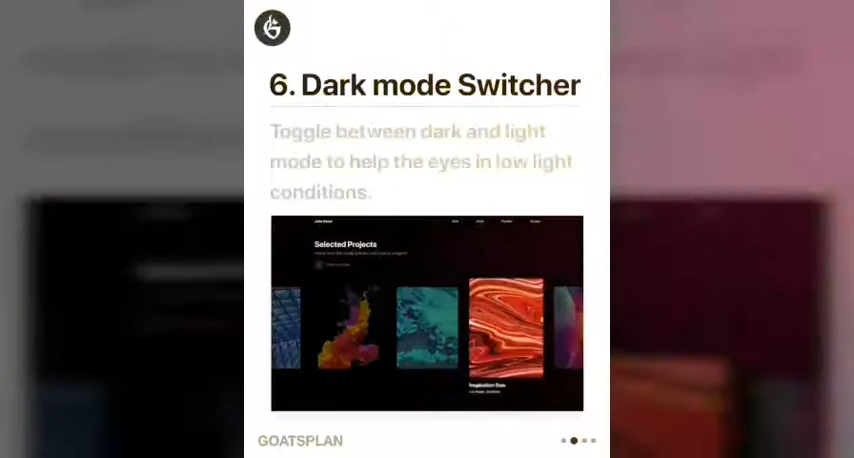 6. Dark mode Switcher
Toggle between dark and light
mode to help the eyes in low light
conditions.
Selected Projects
GOATSPLAN